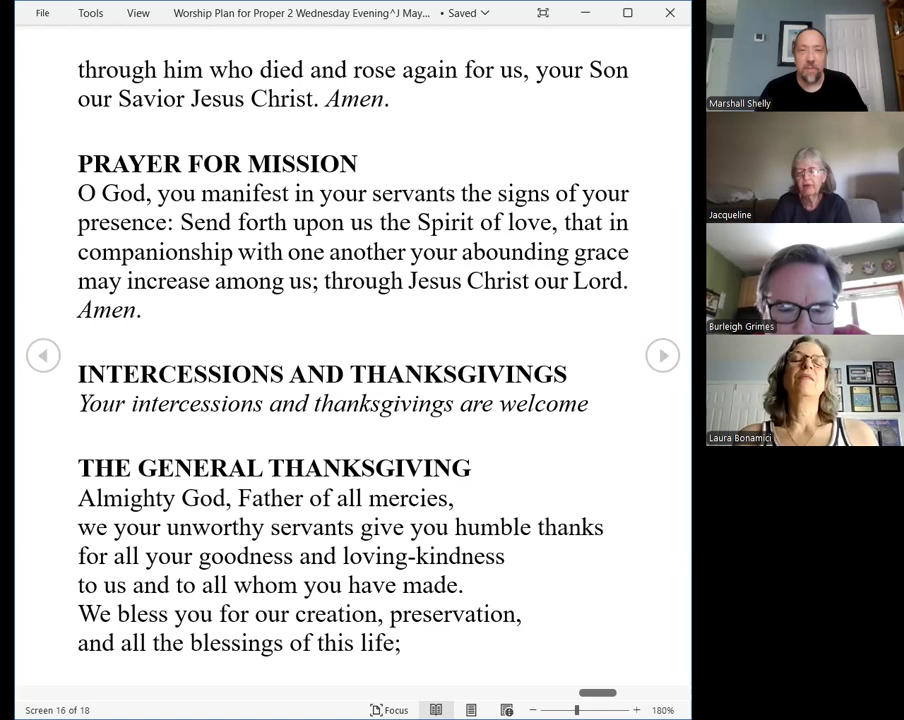 File
Tools
Worship Plan for Proper 2 Wednesday Evening^J May... • Saved
through him who died and rose again for us, your Son
our Savior Jesus Christ. Amen.
PRAYER FOR MISSION
O God, you manifest in your servants the signs of your
presence: Send forth upon us the Spirit of love, that in
companionship with one another your abounding grace
may increase among us; through Jesus Christ our Lord.
Amen.
INTERCESSIONS AND THANKSGIVINGS
Your intercessions and thanksgivings are welcome
THE GENERAL THANKSGIVING
Almighty God, Father of all mercies,
we your unworthy servants give you humble thanks
for all your goodness and loving-kindness
to us and to all whom you have made.
We bless you for our creation, preservation,
and all the blessings of this life;
Screen 16 of 18
Focus
180%
Marshall Shelly
Jacqueline
Burleigh Grimes
Laura Bonamici